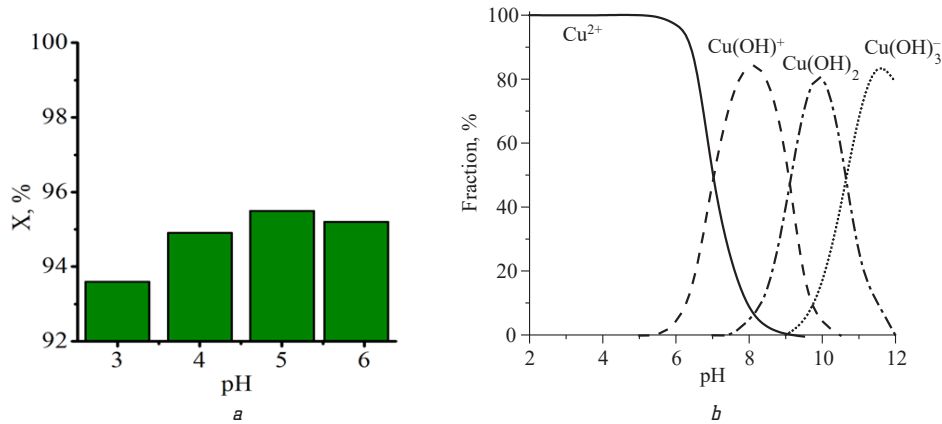 100
98
96
94
92
X, %
3 4 5 6
pH
a
100
80
60
40
20
0
Fraction, %
Cu²⁺
Cu(OH)⁺
Cu(OH)₂
Cu(OH)₃⁻
2 4 6 8 10 12
pH
b